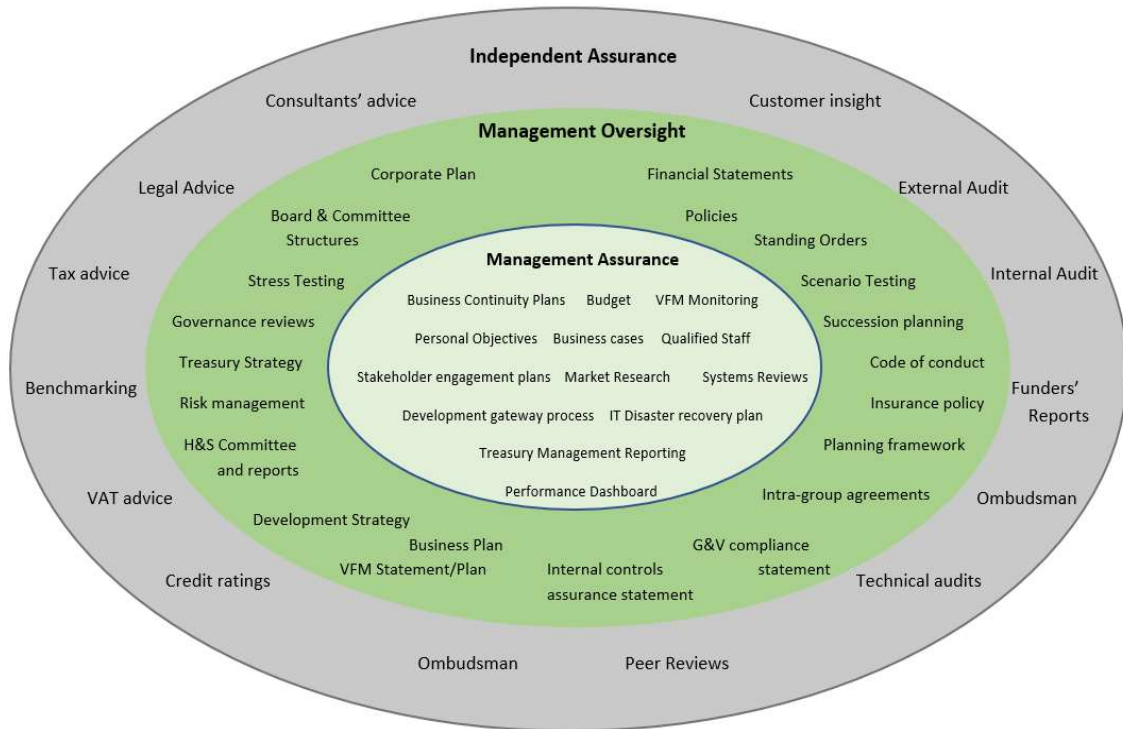 Independent Assurance
Consultants’ advice
Customer insight
Management Oversight
Corporate Plan
Financial Statements
Legal Advice
External Audit
Board & Committee
Structures
Policies
Standing Orders
Management Assurance
Tax advice
Stress Testing
Scenario Testing
Internal Audit
Business Continuity Plans
Budget
VFM Monitoring
Governance reviews
Succession planning
Personal Objectives
Business cases
Qualified Staff
Treasury Strategy
Code of conduct
Stakeholder engagement plans
Market Research
Systems Reviews
Benchmarking
Funders’
Reports
Risk management
Insurance policy
Development gateway process
IT Disaster recovery plan
H&S Committee
and reports
Planning framework
Treasury Management Reporting
Performance Dashboard
VAT advice
Intra-group agreements
Ombudsman
Development Strategy
Business Plan
VFM Statement/Plan
Internal controls
assurance statement
G&V compliance
statement
Credit ratings
Technical audits
Ombudsman
Peer Reviews